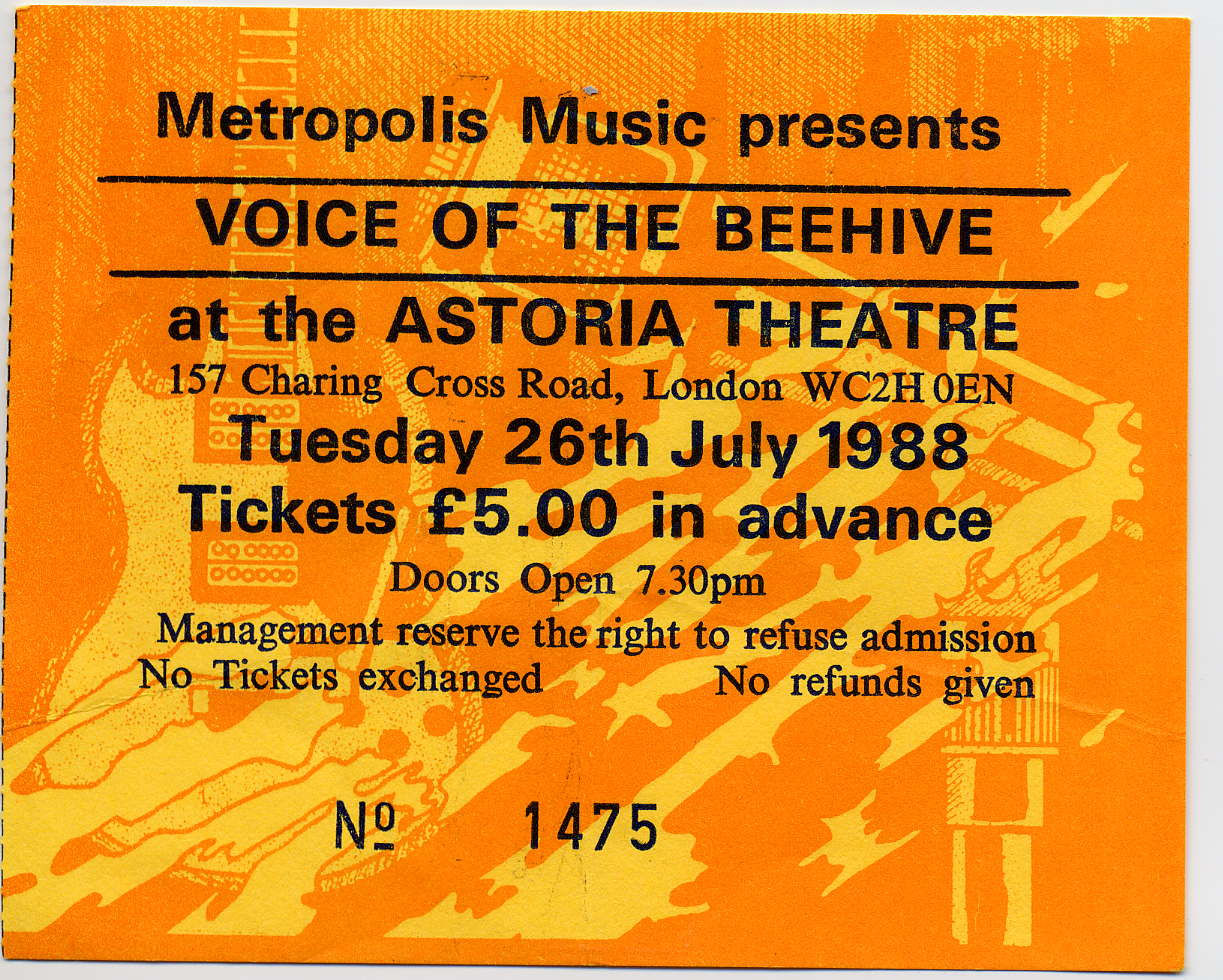 Metropolis Music presents
VOICE OF THE BEEHIVE
at the ASTORIA THEATRE
157 Charing Cross Road, London WC2H 0EN
Tuesday 26th July 1988
Tickets £5.00 in advance
Doors Open 7.30pm
Management reserve the right to refuse admission
No Tickets exchanged No refunds given
Nº 1475